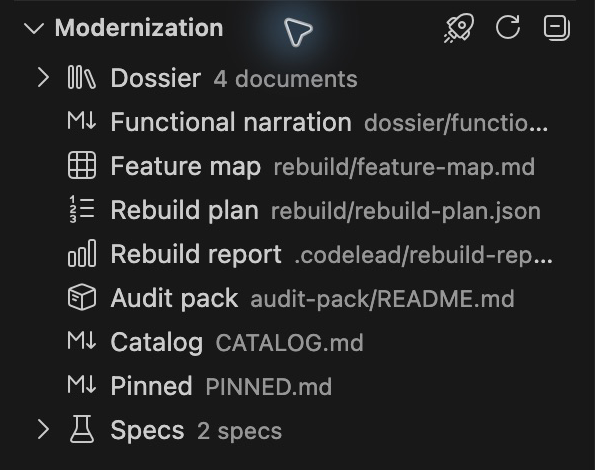 Modernization
Dossier 4 documents
Functional narration dossier/functio...
Feature map rebuild/feature-map.md
Rebuild plan rebuild/rebuild-plan.json
Rebuild report .codelead/rebuild-rep...
Audit pack audit-pack/README.md
Catalog CATALOG.md
Pinned PINNED.md
Specs 2 specs